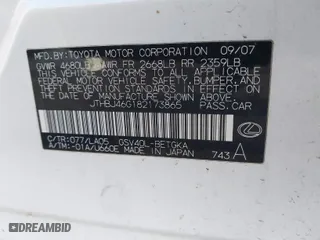 MFD.BY:TOYOTA MOTOR CORPORATION 09/07
GVWR 4680LB GAWR FR 2668LB RR 2359LB
THIS VEHICLE CONFORMS TO ALL APPLICABLE FEDERAL MOTOR
VEHICLE SAFETY, BUMPER, AND THEFT PREVENTION STANDARDS
IN EFFECT ON THE DATE OF MANUFACTURE SHOWN ABOVE.
JTHBJ46G182173865 PASS.CAR
C/TR:077/LA05 GSV40L-BETGKA
A/TM:-01A/U660E MADE IN JAPAN 743 A
DEALERSHIP.CC